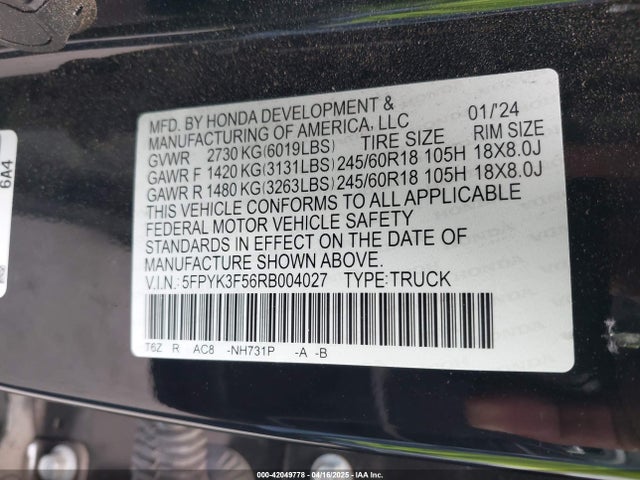 MFD. BY HONDA DEVELOPMENT &
MANUFACTURING OF AMERICA, LLC 01/'24
GVWR 2730 KG(6019LBS) TIRE SIZE RIM SIZE
GAWR F 1420 KG(3131LBS) 245/60R18 105H 18X8.0J
GAWR R 1480 KG(3263LBS) 245/60R18 105H 18X8.0J
THIS VEHICLE CONFORMS TO ALL APPLICABLE
FEDERAL MOTOR VEHICLE SAFETY
STANDARDS IN EFFECT ON THE DATE OF
MANUFACTURE SHOWN ABOVE.
V.I.N.: 5FPYK3F56RB004027 TYPE:TRUCK
T6Z R AC8 -NH731P -A -B
6A4
000-42049778 - 04/16/2025 - IAA Inc.